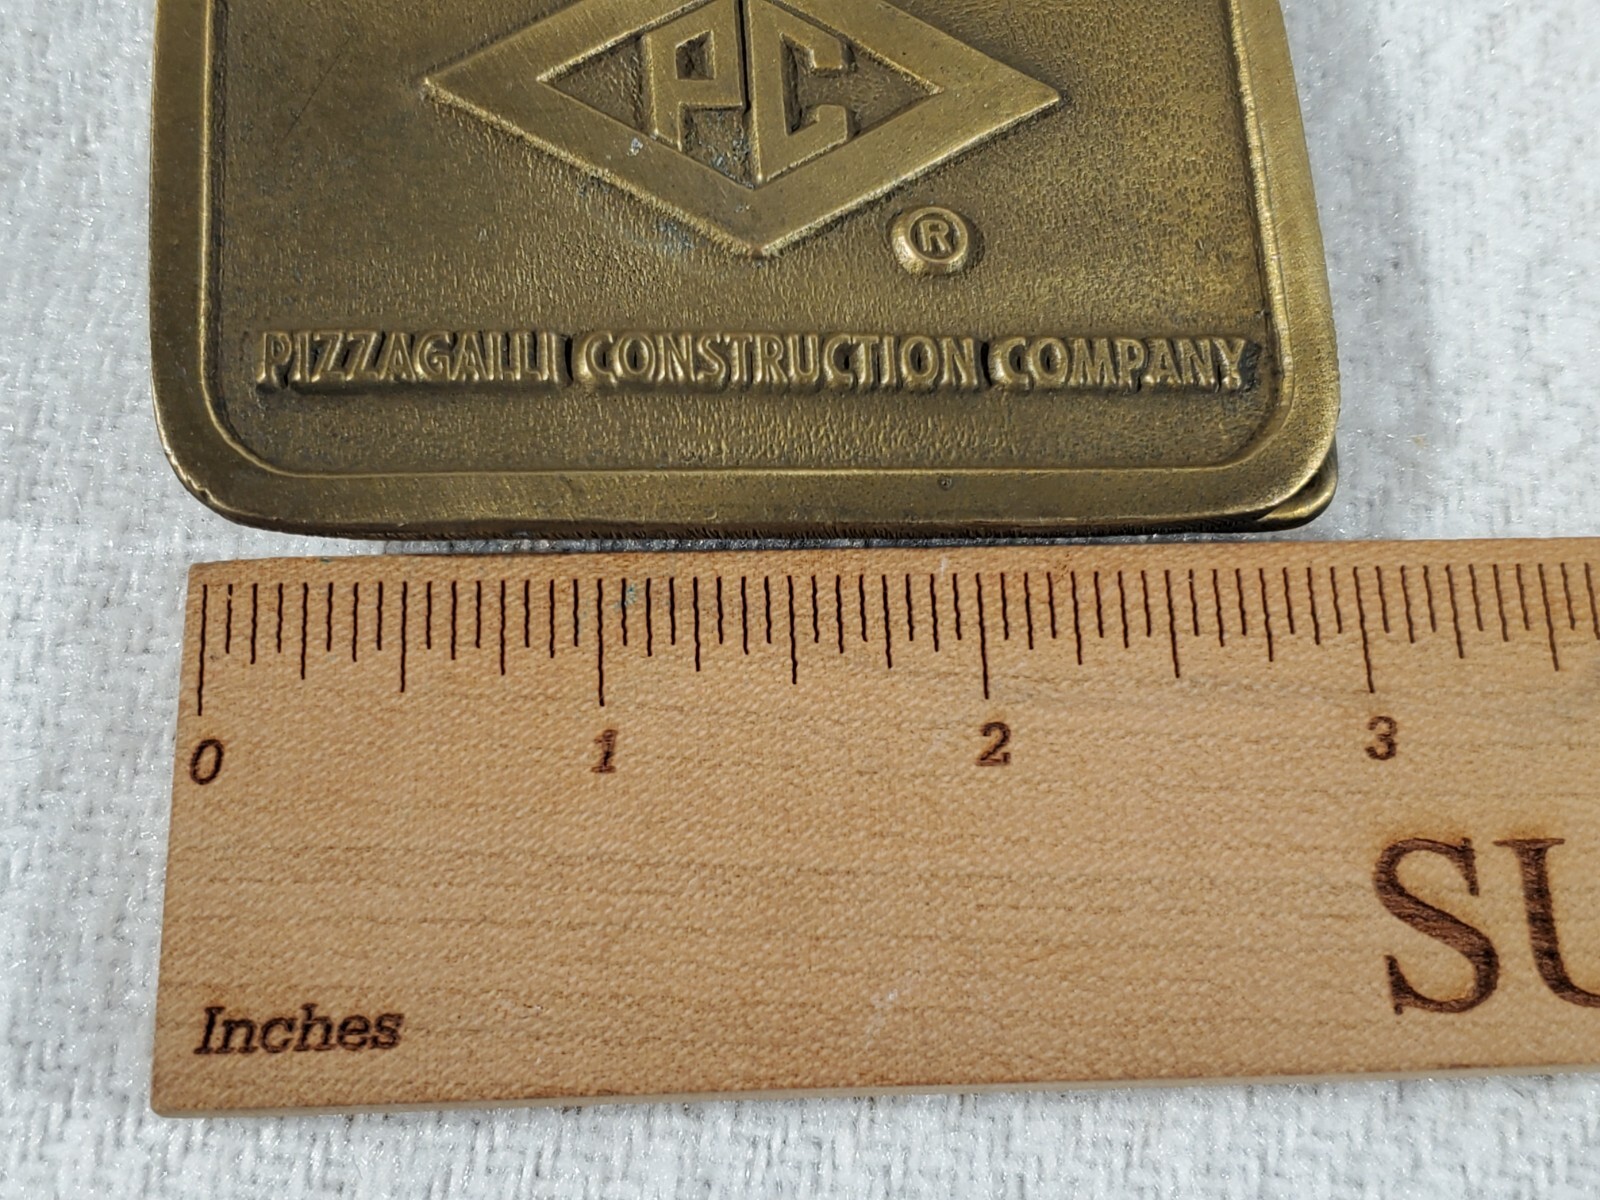 PC
®
PIZZAGALLI CONSTRUCTION COMPANY
0 1 2 3
SU
Inches